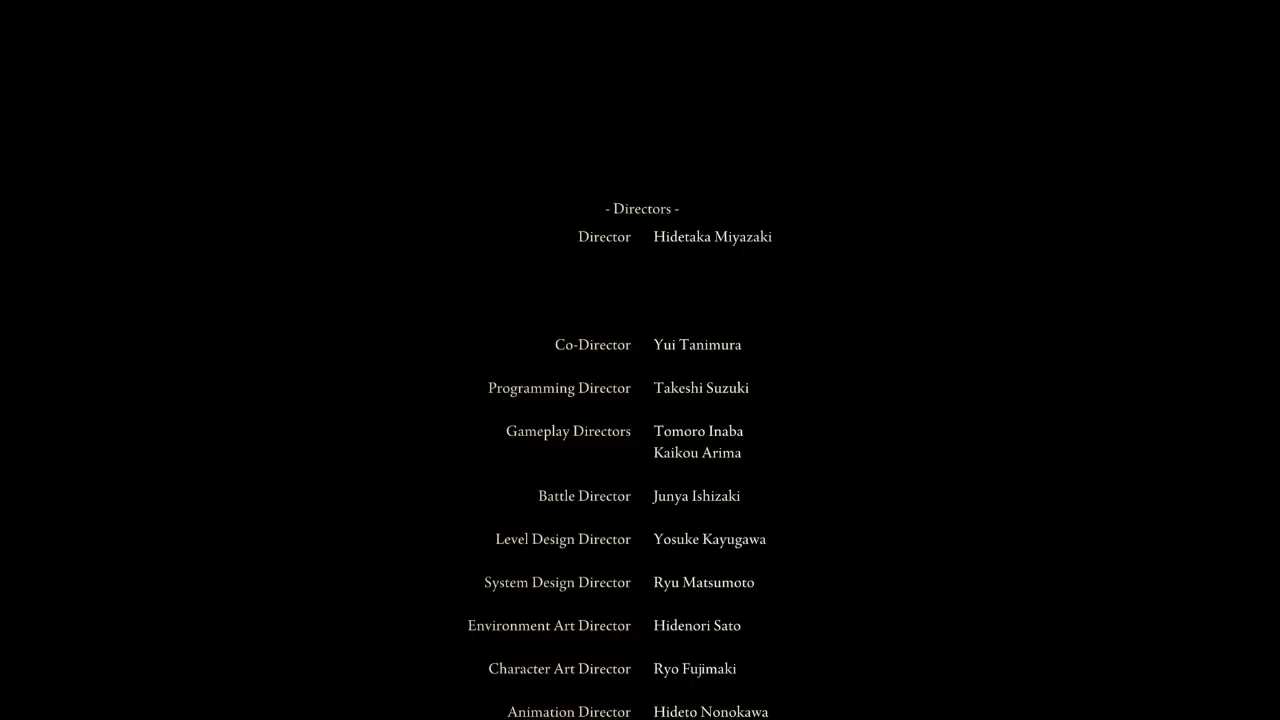 - Directors -
Director Hidetaka Miyazaki
Co-Director Yui Tanimura
Programming Director Takeshi Suzuki
Gameplay Directors Tomoro Inaba
Kaikou Arima
Battle Director Junya Ishizaki
Level Design Director Yosuke Kayugawa
System Design Director Ryu Matsumoto
Environment Art Director Hidenori Sato
Character Art Director Ryo Fujimaki
Animation Director Hideto Nonokawa